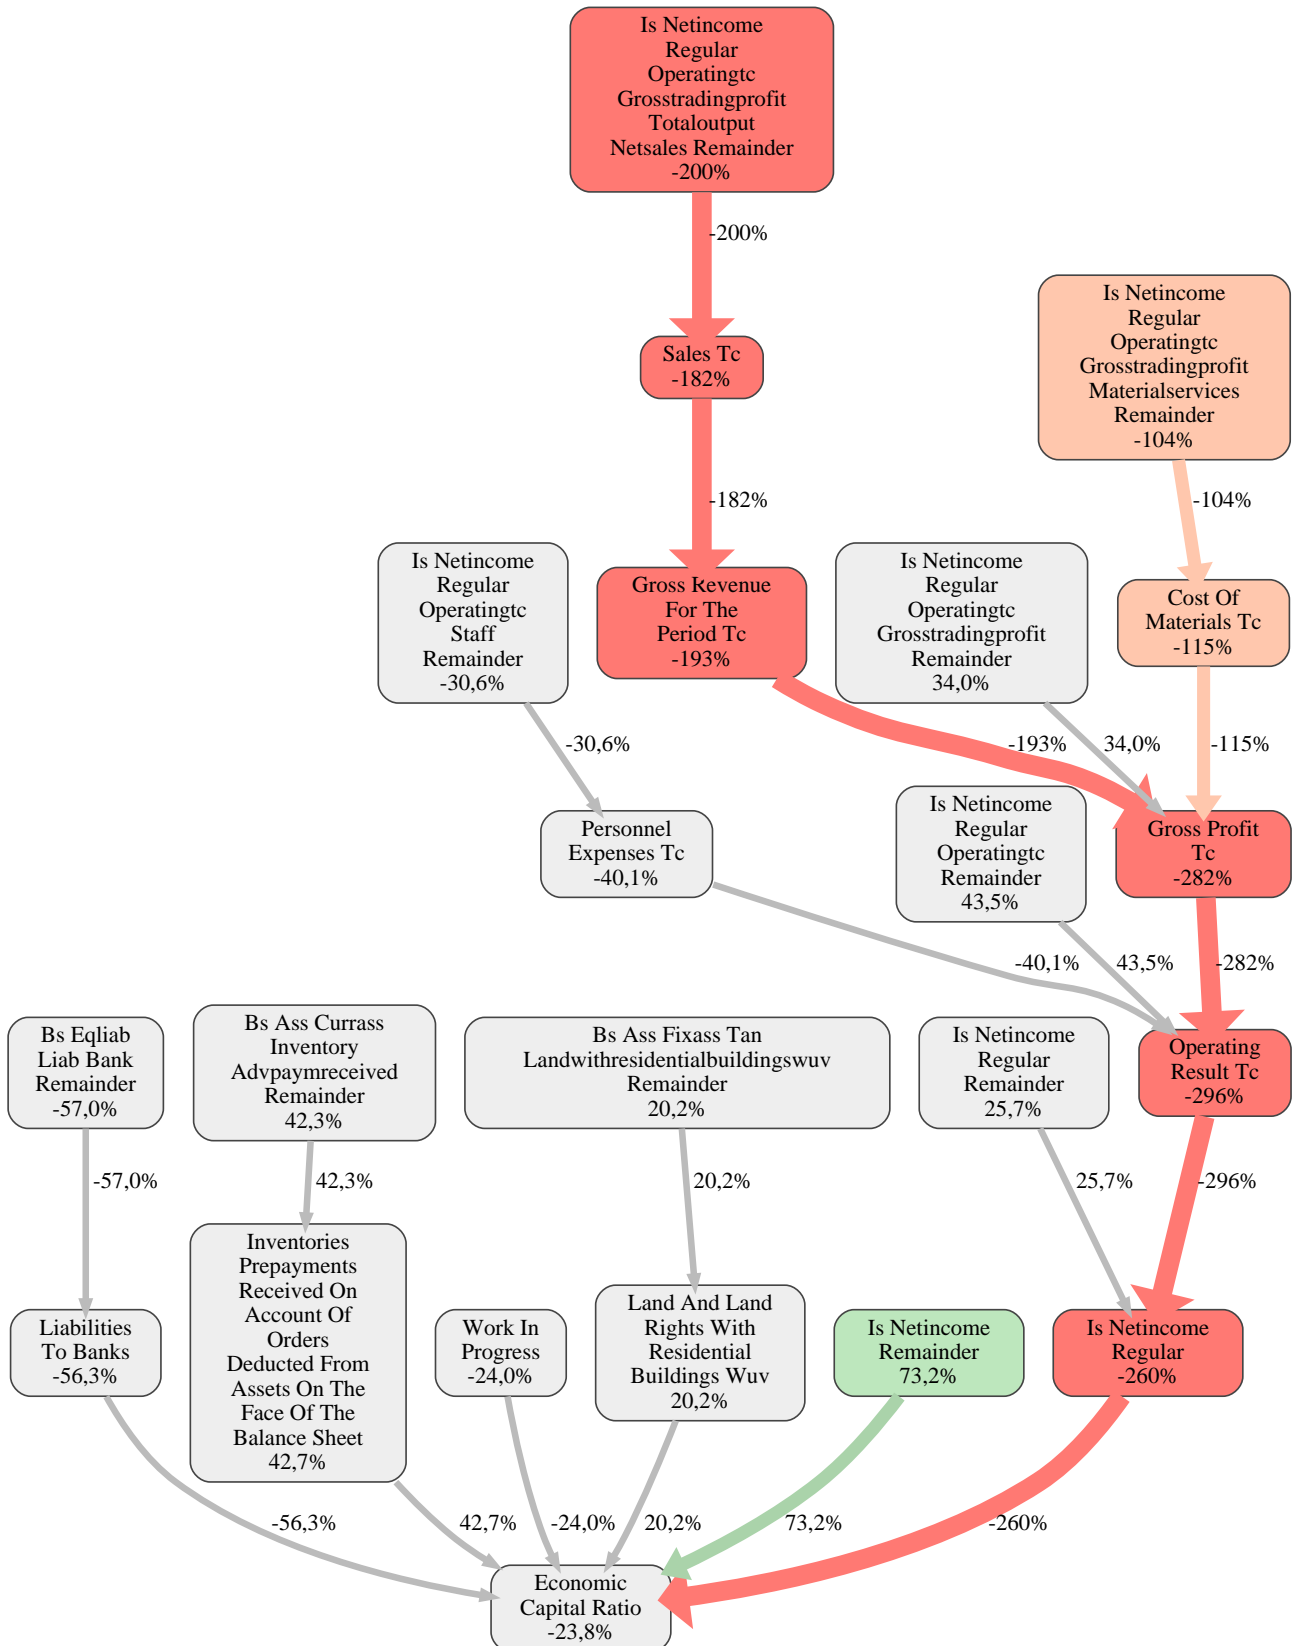 Is Netincome
Regular
Operatingtc
Grosstradingprofit
Totaloutput
Netsales Remainder
-200%
-200%
Is Netincome
Regular
Operatingtc
Grosstradingprofit
Materialservices
Remainder
-104%
Sales Tc
-182%
-182%
-104%
Is Netincome
Regular
Operatingtc
Staff
Remainder
-30,6%
Gross Revenue
For The
Period Tc
-193%
Is Netincome
Regular
Operatingtc
Grosstradingprofit
Remainder
34,0%
Cost Of
Materials Tc
-115%
-30,6%
-193%
34,0%
-115%
Personnel
Expenses Tc
-40,1%
Is Netincome
Regular
Operatingtc
Remainder
43,5%
Gross Profit
Tc
-282%
-40,1%
43,5%
-282%
Bs Eqliab
Liab Bank
Remainder
-57,0%
Bs Ass Currass
Inventory
Advpaymreceived
Remainder
42,3%
Bs Ass Fixass Tan
Landwithresidentialbuildingswuv
Remainder
20,2%
Is Netincome
Regular
Remainder
25,7%
Operating
Result Tc
-296%
-57,0%
42,3%
20,2%
25,7%
-296%
Inventories
Prepayments
Received On
Account Of
Orders
Deducted From
Assets On The
Face Of The
Balance Sheet
42,7%
Liabilities
To Banks
-56,3%
Work In
Progress
-24,0%
Land And Land
Rights With
Residential
Buildings Wuv
20,2%
Is Netincome
Remainder
73,2%
Is Netincome
Regular
-260%
-56,3%
42,7%
-24,0%
20,2%
73,2%
-260%
Economic
Capital Ratio
-23,8%